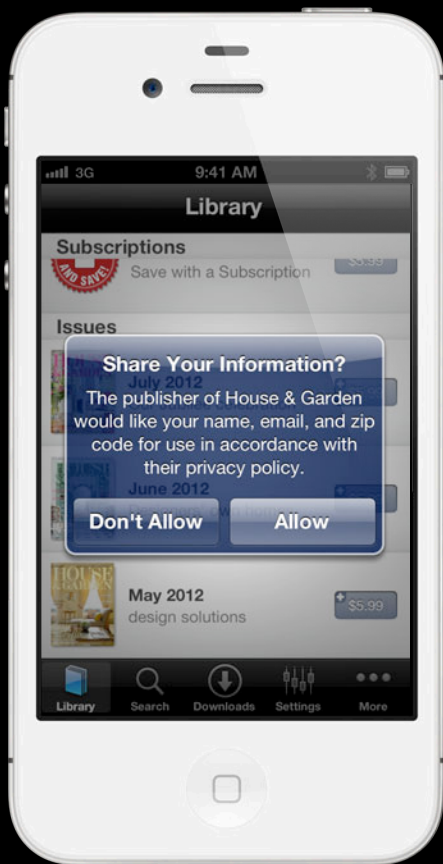 3G 9:41 AM
Library
Subscriptions
AND SAVE!
Save with a Subscription
$5.99
Issues
Share Your Information?
July 2012
The publisher of House & Garden
would like your name, email, and zip
code for use in accordance with
their privacy policy.
June 2012
Don't Allow Allow
HOUSE
& GARDEN
May 2012
design solutions
$5.99
Library Search Downloads Settings More